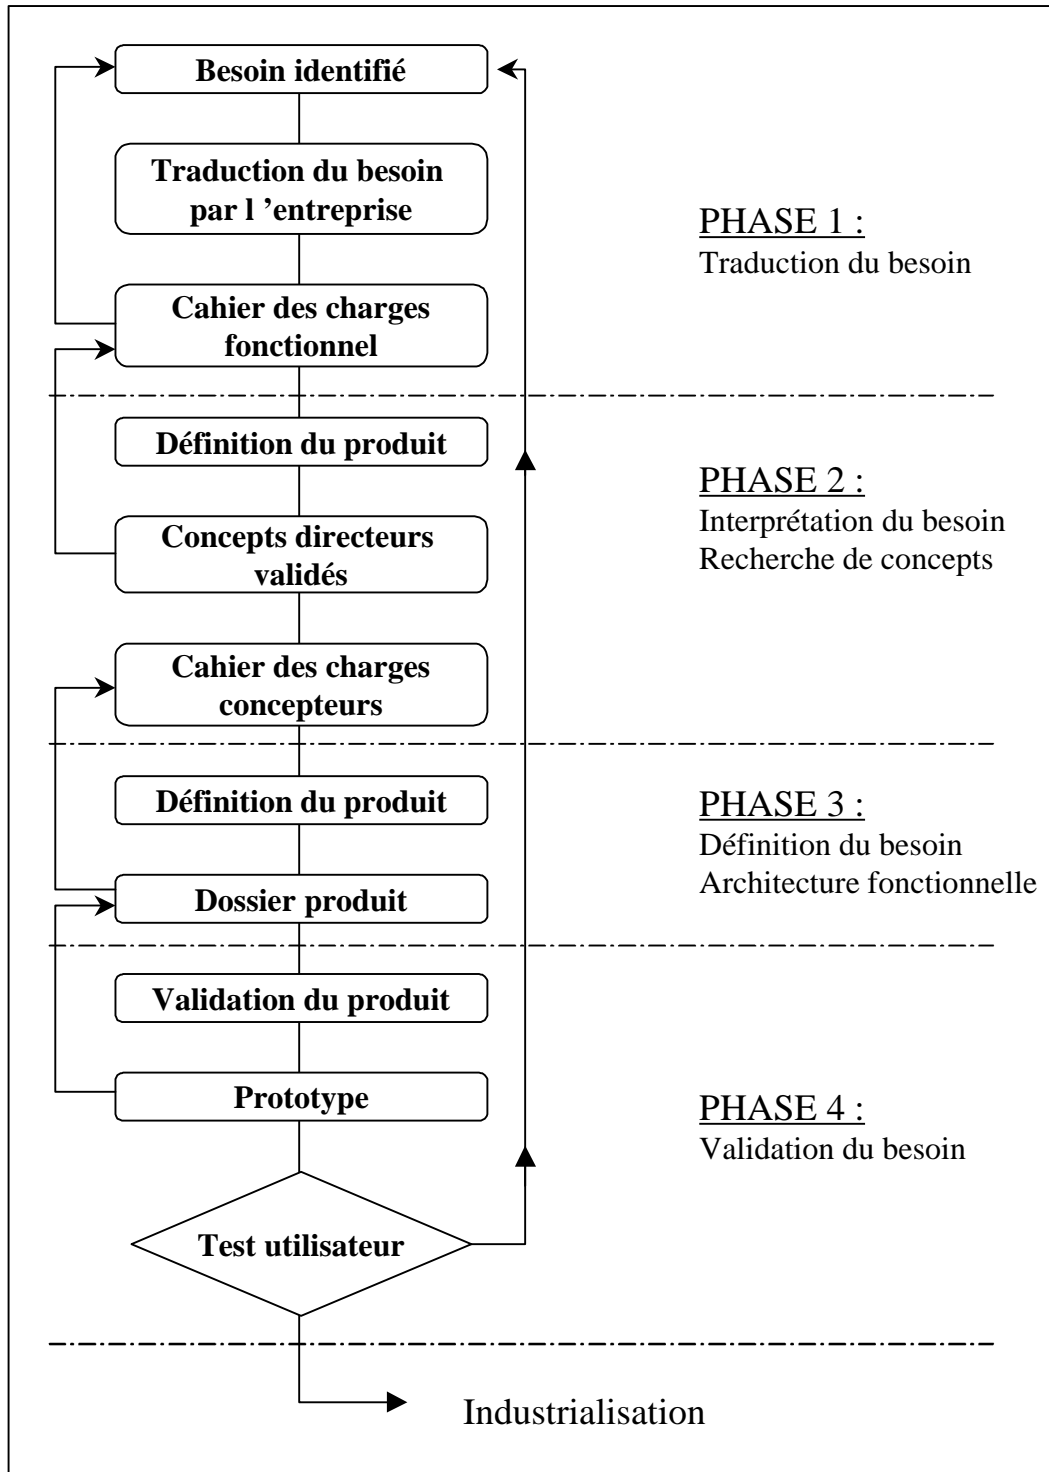 Besoin identifié
Traduction du besoin
par l ’entreprise
PHASE 1 :
Traduction du besoin
Cahier des charges
fonctionnel
Définition du produit
PHASE 2 :
Interprétation du besoin
Recherche de concepts
Concepts directeurs
validés
Cahier des charges
concepteurs
Définition du produit
PHASE 3 :
Définition du besoin
Architecture fonctionnelle
Dossier produit
Validation du produit
Prototype
PHASE 4 :
Validation du besoin
Test utilisateur
Industrialisation